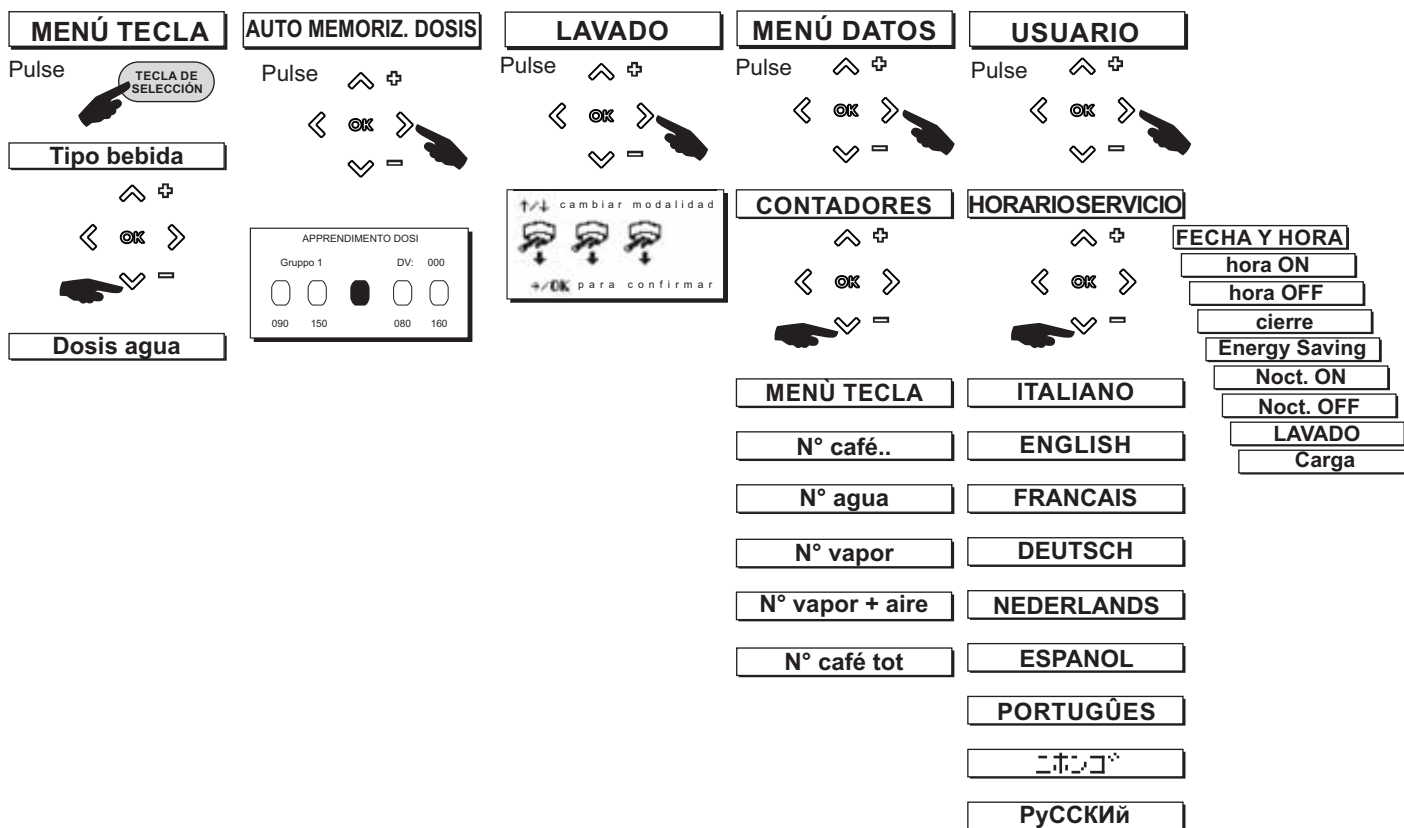 MENÚ TECLA
Pulse
TECLA DE
SELECCIÓN
Tipo bebida
OK
Dosis agua
AUTO MEMORIZ. DOSIS
Pulse
OK
APPRENDIMENTO DOSI
Gruppo 1 DV: 000
090 150 080 160
LAVADO
Pulse
OK
↑/↓ cambiar modalidad
→/OK para confirmar
MENÚ DATOS
Pulse
OK
CONTADORES
OK
MENÙ TECLA
N° café..
N° agua
N° vapor
N° vapor + aire
N° café tot
USUARIO
Pulse
OK
HORARIOSERVICIO
OK
ITALIANO
ENGLISH
FRANCAIS
DEUTSCH
NEDERLANDS
ESPANOL
PORTUGÛES
ニホンゴ
РуССКИй
FECHA Y HORA
hora ON
hora OFF
cierre
Energy Saving
Noct. ON
Noct. OFF
LAVADO
Carga